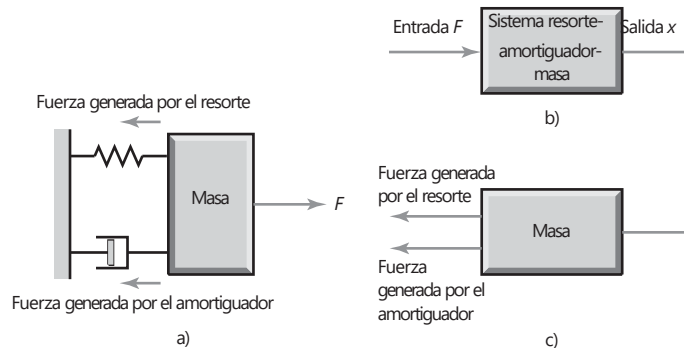 Fuerza generada por el resorte
Masa
F
Fuerza generada por el amortiguador
a)
Entrada F
Sistema resorte-
amortiguador-
masa
Salida x
b)
Fuerza generada
por el resorte
Masa
Fuerza
generada por el
amortiguador
c)